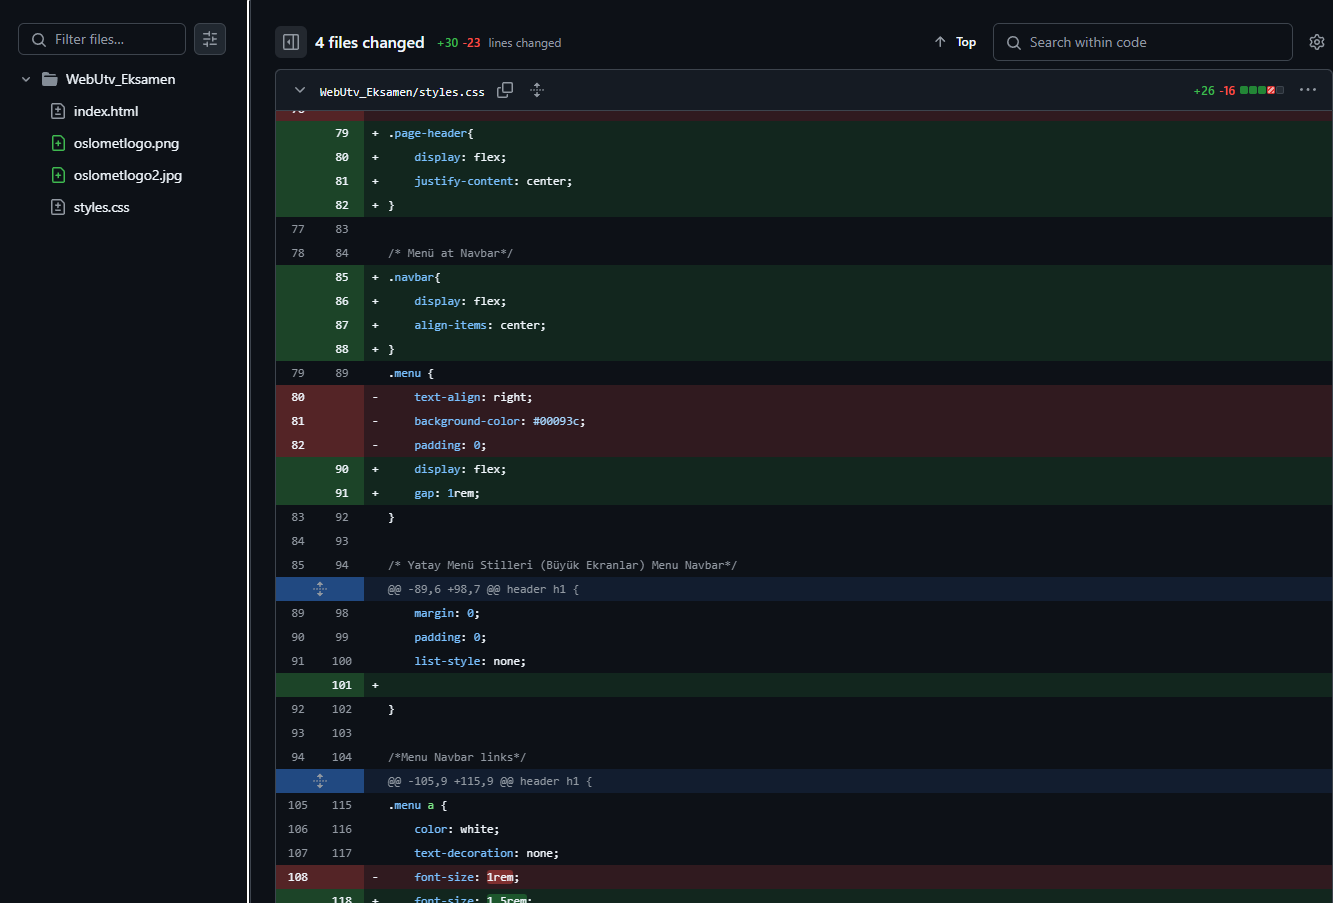 Filter files...
4 files changed +30 -23 lines changed
Top
Search within code
WebUtv_Eksamen
index.html
oslometlogo.png
oslometlogo2.jpg
styles.css
WebUtv_Eksamen/styles.css
+26 -16
79 + .page-header{
80 + display: flex;
81 + justify-content: center;
82 + }
77 83
78 84 /* Menü at Navbar*/
85 + .navbar{
86 + display: flex;
87 + align-items: center;
88 + }
79 89 .menu {
80 - text-align: right;
81 - background-color: #00093c;
82 - padding: 0;
90 + display: flex;
91 + gap: 1rem;
83 92 }
84 93
85 94 /* Yatay Menü Stilleri (Büyük Ekranlar) Menu Navbar*/
@@ -89,6 +98,7 @@ header h1 {
89 98 margin: 0;
90 99 padding: 0;
91 100 list-style: none;
101 +
92 102 }
93 103
94 104 /*Menu Navbar links*/
@@ -105,9 +115,9 @@ header h1 {
105 115 .menu a {
106 116 color: white;
107 117 text-decoration: none;
108 - font-size: 1rem;
118 + font-size: 1.5rem;